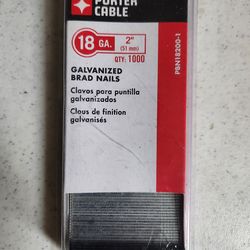 PORTER
CABLE
18 GA.
2"
(51 mm)
QTY: 1000
GALVANIZED
BRAD NAILS
Clavos para puntilla
galvanizados
Clous de finition
galvanisés
PBN18200-1